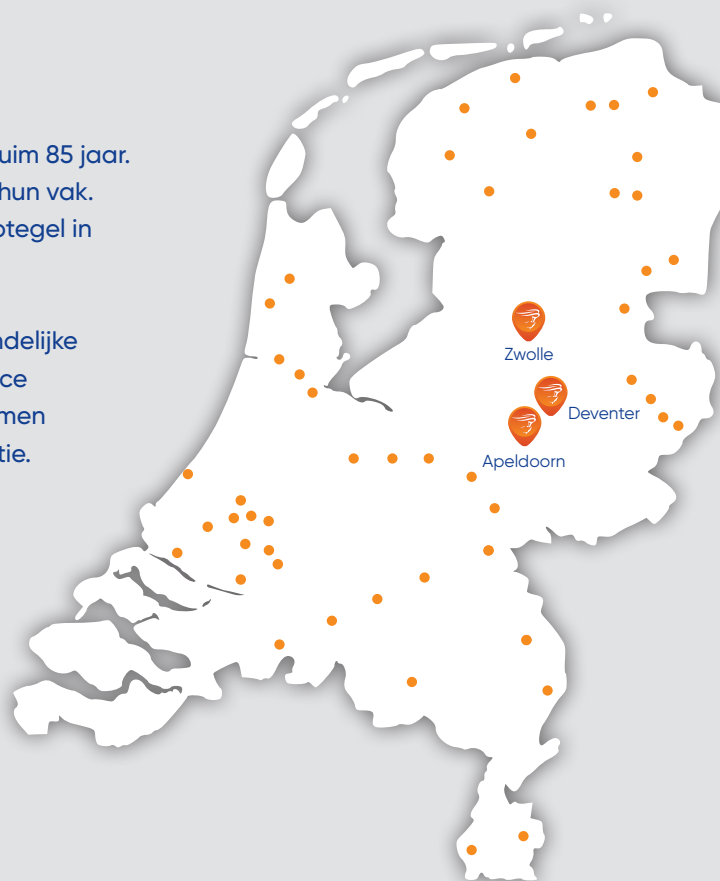 uim 85 jaar.
hun vak.
otegel in
ndelijke
ce
men
tie.
Zwolle
Deventer
Apeldoorn